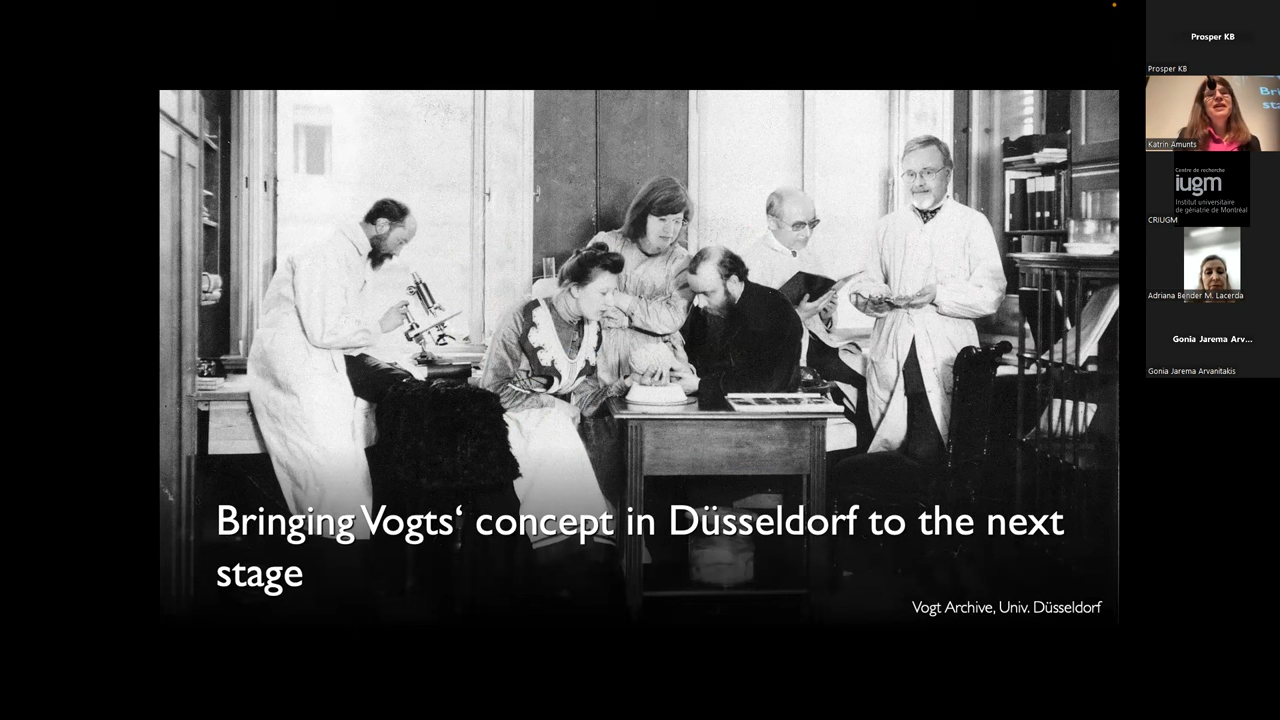 Bringing Vogts‘ concept in Düsseldorf to the next
stage
Vogt Archive, Univ. Düsseldorf
Prosper KB
Prosper KB
Bri
st
Katrin Amunts
Centre de recherche
iugm
Institut universitaire
de gériatrie de Montréal
CRIUGM
Adriana Bender M. Lacerda
Gonia Jarema Arv...
Gonia Jarema Arvanitakis